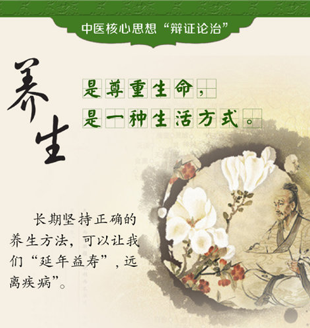 中医核心思想“辩证论治”
养生
是尊重生命，
是一种生活方式。
长期坚持正确的
养生方法，可以让我
们“延年益寿”，远
离疾病”。